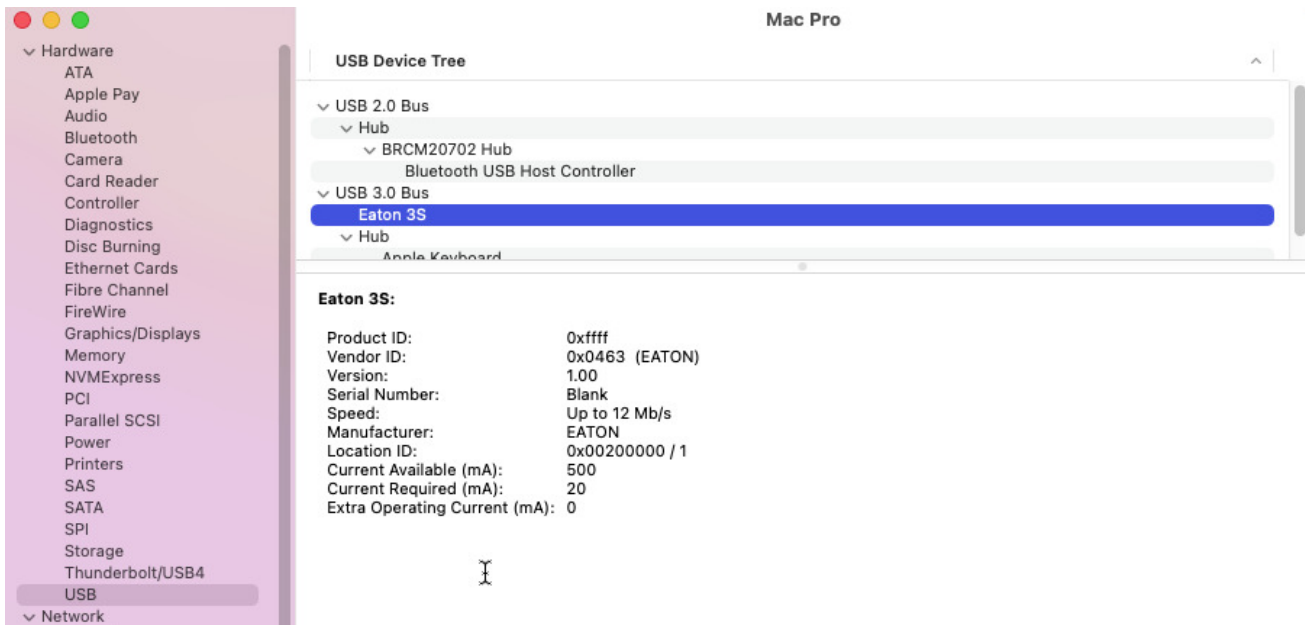 Mac Pro
Hardware
ATA
Apple Pay
Audio
Bluetooth
Camera
Card Reader
Controller
Diagnostics
Disc Burning
Ethernet Cards
Fibre Channel
FireWire
Graphics/Displays
Memory
NVMExpress
PCI
Parallel SCSI
Power
Printers
SAS
SATA
SPI
Storage
Thunderbolt/USB4
USB
Network
USB Device Tree
USB 2.0 Bus
Hub
BRCM20702 Hub
Bluetooth USB Host Controller
USB 3.0 Bus
Eaton 3S
Hub
Apple Keyboard
Eaton 3S:
Product ID: 0xffff
Vendor ID: 0x0463 (EATON)
Version: 1.00
Serial Number: Blank
Speed: Up to 12 Mb/s
Manufacturer: EATON
Location ID: 0x00200000 / 1
Current Available (mA): 500
Current Required (mA): 20
Extra Operating Current (mA): 0